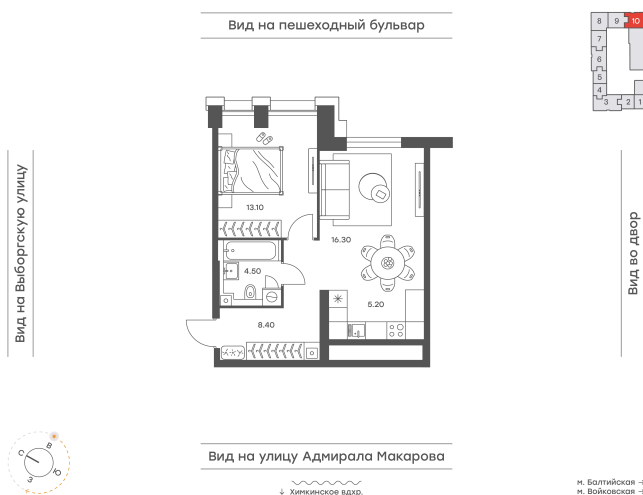 Вид на пешеходный бульвар
8 9 10
7
6
5
4
3 2 1
Вид на Выборгскую улицу
Вид во двор
13.10
16.30
4.50
5.20
8.40
В
С
Ю
З
Вид на улицу Адмирала Макарова
↓ Химкинское вдхр.
м. Балтийская
м. Войковская